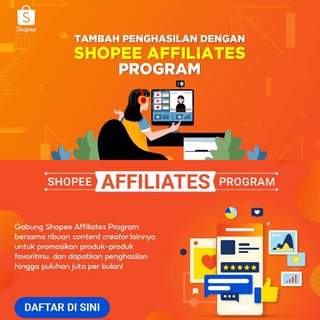 Shopee
TAMBAH PENGHASILAN DENGAN
SHOPEE AFFILIATES
PROGRAM
SHOPEE AFFILIATES PROGRAM
Gabung Shopee Affiliates Program
bersama ribuan content creator lainnya
untuk promosikan produk-produk
favoritmu, dan dapatkan penghasilan
hingga puluhan juta per bulan!
DAFTAR DI SINI